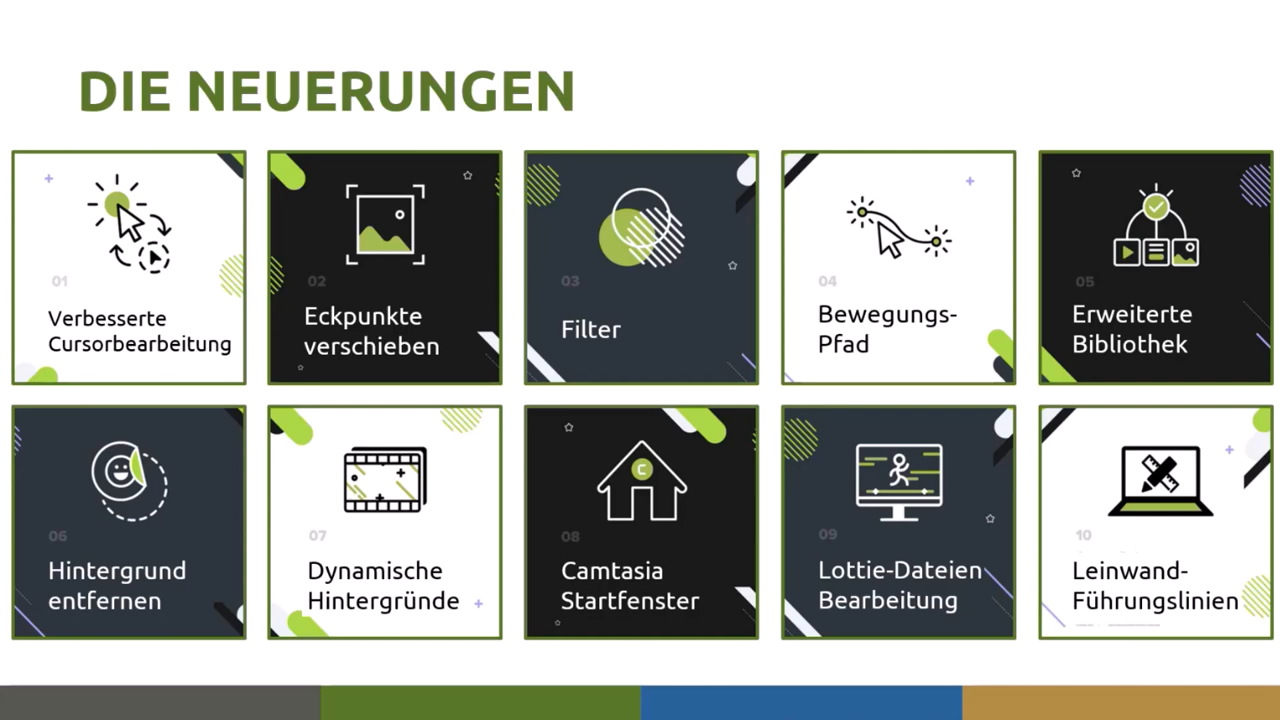 DIE NEUERUNGEN
01
Verbesserte
Cursorbearbeitung
02
Eckpunkte
verschieben
03
Filter
04
Bewegungs-
Pfad
05
Erweiterte
Bibliothek
06
Hintergrund
entfernen
07
Dynamische
Hintergründe
08
C
Camtasia
Startfenster
09
Lottie-Dateien
Bearbeitung
10
Leinwand-
Führungslinien